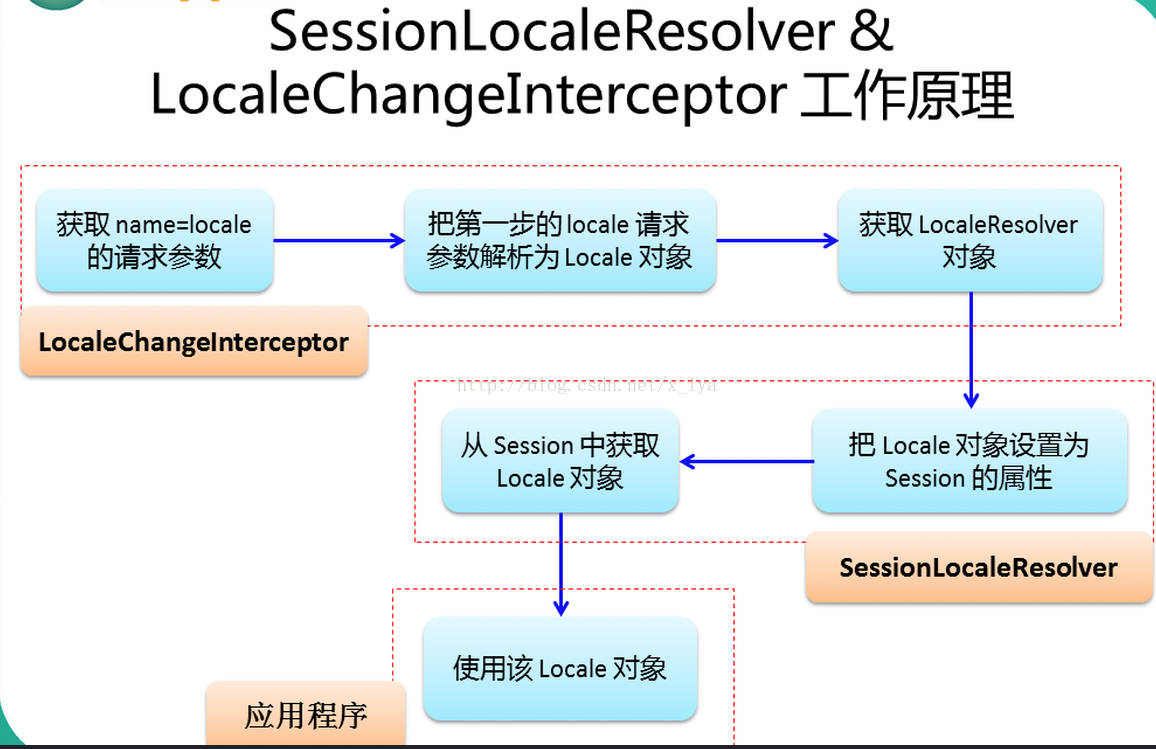 SessionLocaleResolver &
LocaleChangeInterceptor 工作原理
获取 name=locale
的请求参数
把第一步的 locale 请求
参数解析为 Locale 对象
获取 LocaleResolver
对象
LocaleChangeInterceptor
http://blog.csdn.net/x_iya
从 Session 中获取
Locale 对象
把 Locale 对象设置为
Session 的属性
SessionLocaleResolver
使用该 Locale 对象
应用程序